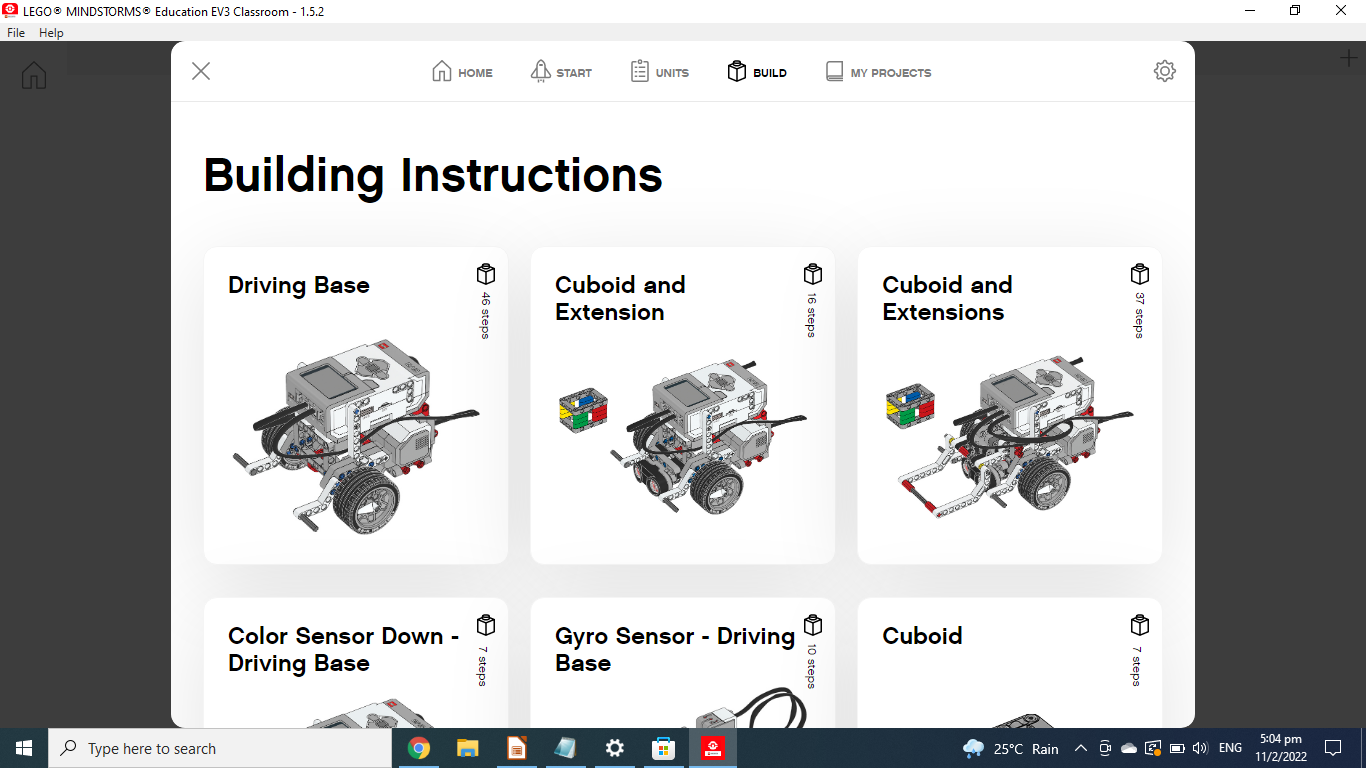 LEGO® MINDSTORMS® Education EV3 Classroom - 1.5.2
File Help
HOME START UNITS BUILD MY PROJECTS
Building Instructions
Driving Base
46 steps
Cuboid and
Extension
16 steps
Cuboid and
Extensions
37 steps
Color Sensor Down -
Driving Base
7 steps
Gyro Sensor - Driving
Base
10 steps
Cuboid
7 steps
Type here to search
25°C Rain
ENG
5:04 pm
11/2/2022